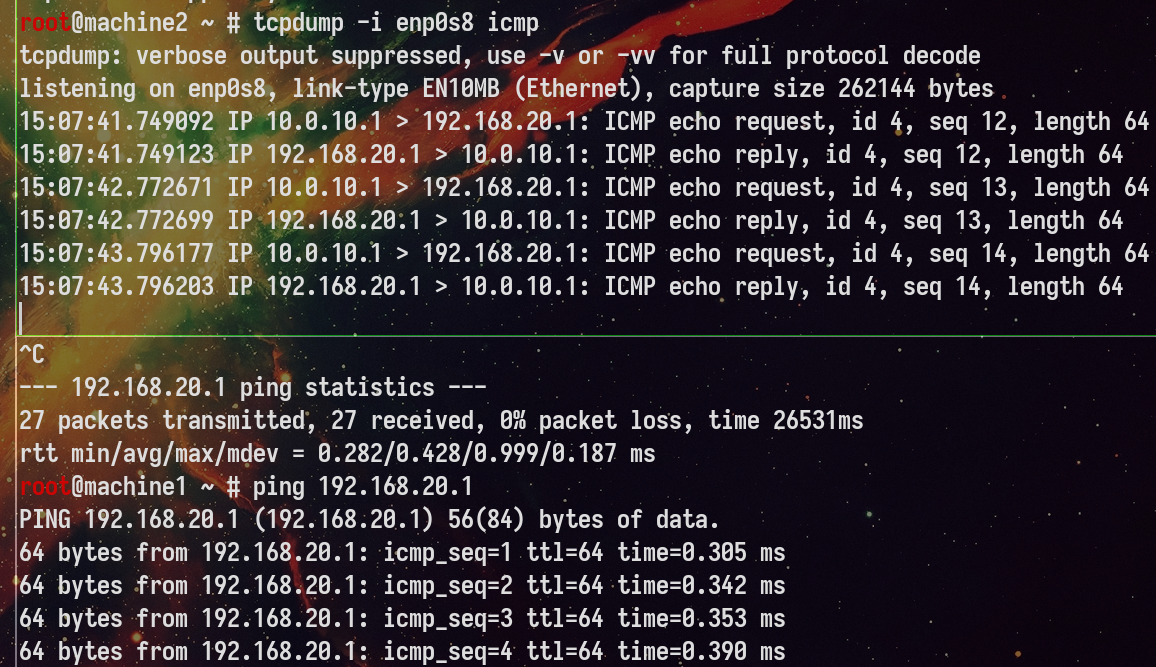 root@machine2 ~ # tcpdump -i enp0s8 icmp
tcpdump: verbose output suppressed, use -v or -vv for full protocol decode
listening on enp0s8, link-type EN10MB (Ethernet), capture size 262144 bytes
15:07:41.749092 IP 10.0.10.1 > 192.168.20.1: ICMP echo request, id 4, seq 12, length 64
15:07:41.749123 IP 192.168.20.1 > 10.0.10.1: ICMP echo reply, id 4, seq 12, length 64
15:07:42.772671 IP 10.0.10.1 > 192.168.20.1: ICMP echo request, id 4, seq 13, length 64
15:07:42.772699 IP 192.168.20.1 > 10.0.10.1: ICMP echo reply, id 4, seq 13, length 64
15:07:43.796177 IP 10.0.10.1 > 192.168.20.1: ICMP echo request, id 4, seq 14, length 64
15:07:43.796203 IP 192.168.20.1 > 10.0.10.1: ICMP echo reply, id 4, seq 14, length 64
^C
--- 192.168.20.1 ping statistics ---
27 packets transmitted, 27 received, 0% packet loss, time 26531ms
rtt min/avg/max/mdev = 0.282/0.428/0.999/0.187 ms
root@machine1 ~ # ping 192.168.20.1
PING 192.168.20.1 (192.168.20.1) 56(84) bytes of data.
64 bytes from 192.168.20.1: icmp_seq=1 ttl=64 time=0.305 ms
64 bytes from 192.168.20.1: icmp_seq=2 ttl=64 time=0.342 ms
64 bytes from 192.168.20.1: icmp_seq=3 ttl=64 time=0.353 ms
64 bytes from 192.168.20.1: icmp_seq=4 ttl=64 time=0.390 ms